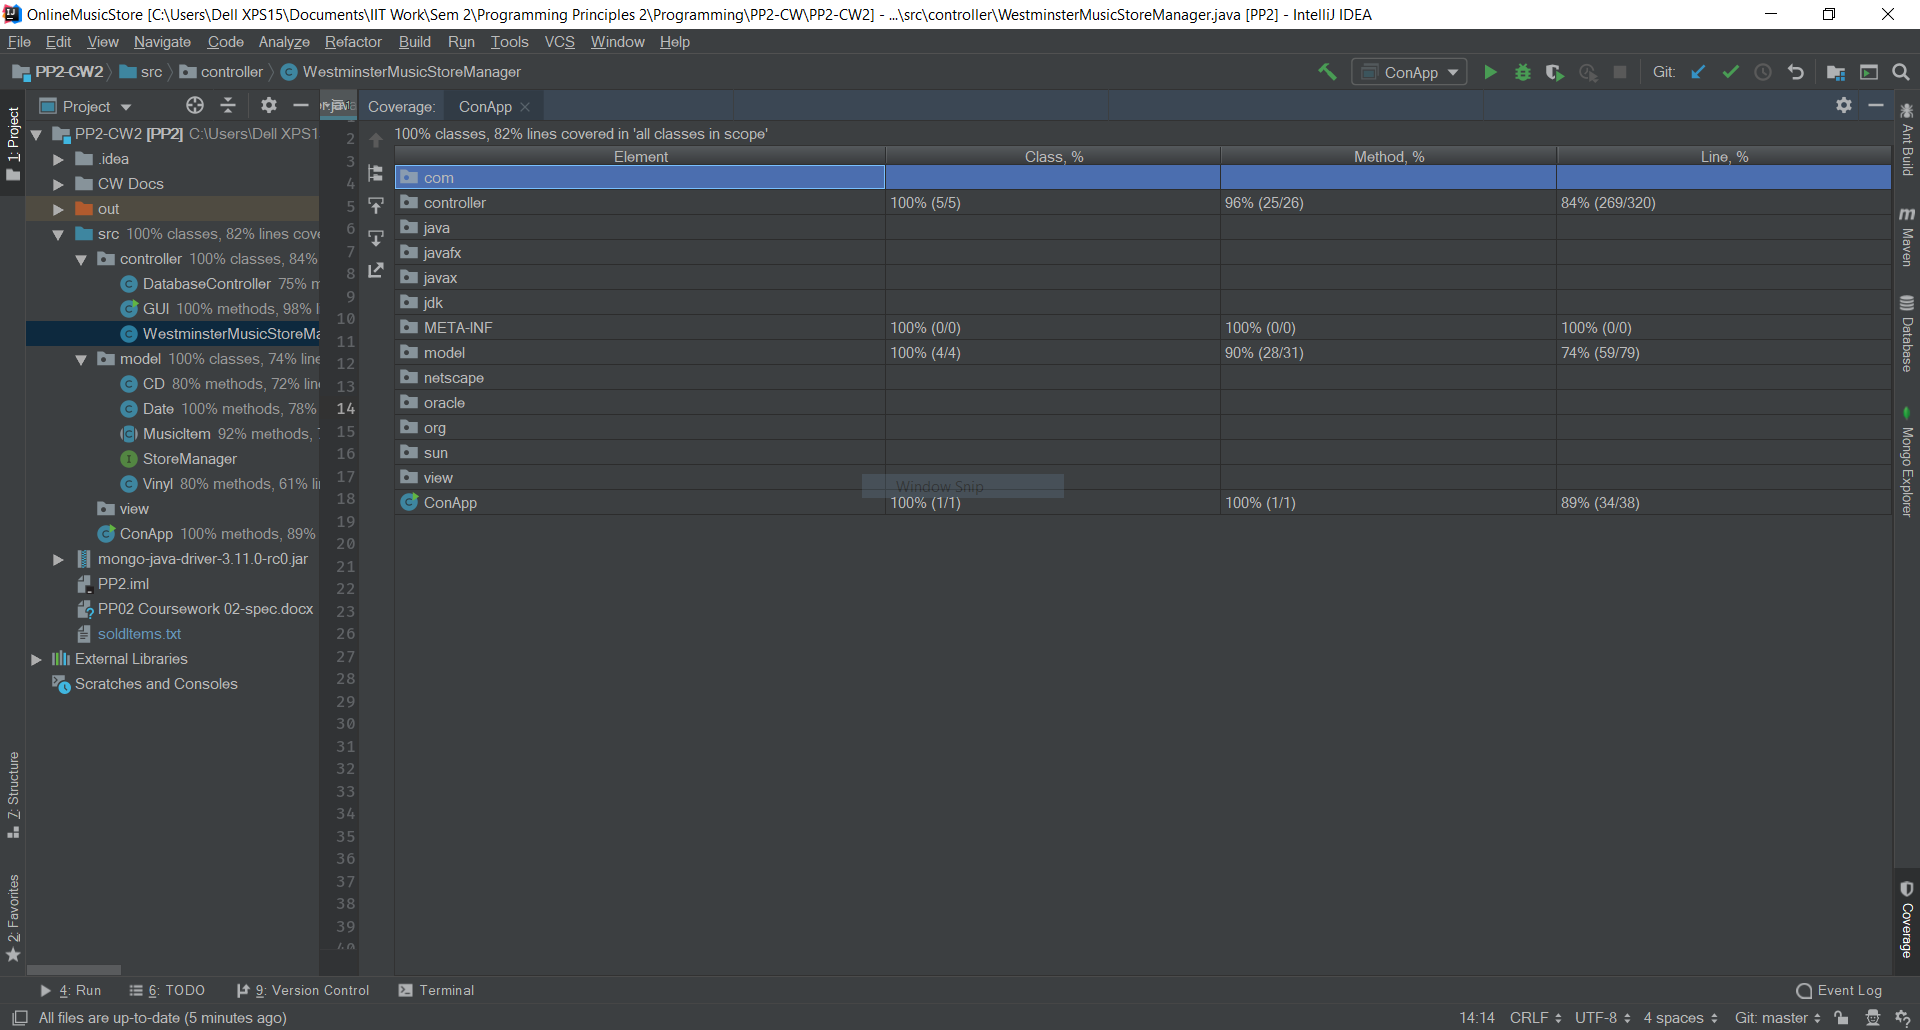 OnlineMusicStore [C:\Users\Dell XPS15\Documents\IIT Work\Sem 2\Programming Principles 2\Programming\PP2-CW\PP2-CW2] - ...\src\controller\WestminsterMusicStoreManager.java [PP2] - IntelliJ IDEA
File Edit View Navigate Code Analyze Refactor Build Run Tools VCS Window Help
PP2-CW2 src controller WestminsterMusicStoreManager
ConApp
Git:
1: Project
7: Structure
2: Favorites
Project
PP2-CW2 [PP2] C:\Users\Dell XPS1
.idea
CW Docs
out
src 100% classes, 82% lines cov
controller 100% classes, 84%
DatabaseController 75% m
GUI 100% methods, 98% l
WestminsterMusicStoreMa
model 100% classes, 74% line
CD 80% methods, 72% lin
Date 100% methods, 78%
MusicItem 92% methods,
StoreManager
Vinyl 80% methods, 61% li
view
ConApp 100% methods, 89%
mongo-java-driver-3.11.0-rc0.jar
PP2.iml
PP02 Coursework 02-spec.docx
soldItems.txt
External Libraries
Scratches and Consoles
2
3
4
5
6
7
8
9
10
11
12
13
14
15
16
17
18
19
20
21
22
23
26
27
28
29
30
31
32
33
34
35
36
37
38
39
40
Coverage: ConApp
100% classes, 82% lines covered in 'all classes in scope'
Element Class, % Method, % Line, %
com
controller 100% (5/5) 96% (25/26) 84% (269/320)
java
javafx
javax
jdk
META-INF 100% (0/0) 100% (0/0) 100% (0/0)
model 100% (4/4) 90% (28/31) 74% (59/79)
netscape
oracle
org
sun
view
Window Snip
ConApp 100% (1/1) 100% (1/1) 89% (34/38)
Ant Build
Maven
Database
Mongo Explorer
Coverage
4: Run 6: TODO 9: Version Control Terminal Event Log
All files are up-to-date (5 minutes ago) 14:14 CRLF UTF-8 4 spaces Git: master